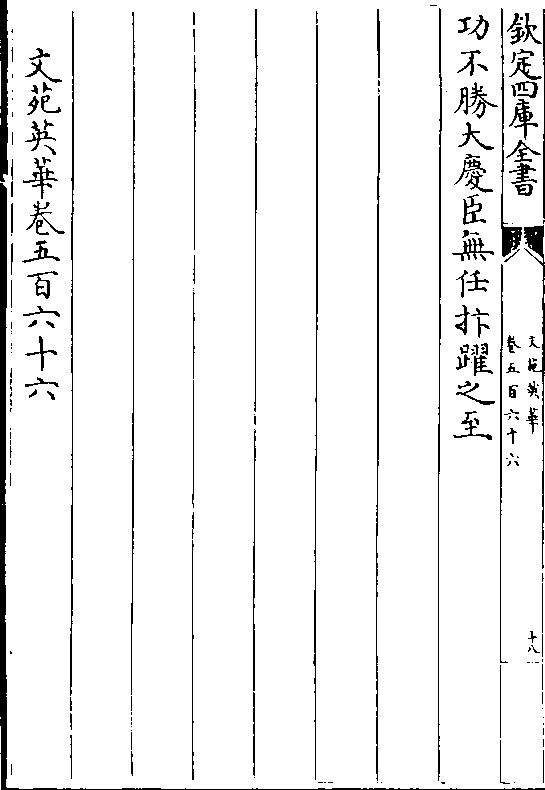 欽定四庫全書
文苑英華
卷五百六十六
十八
功不勝大慶臣無任抃躍之至
文苑英華卷五百六十六